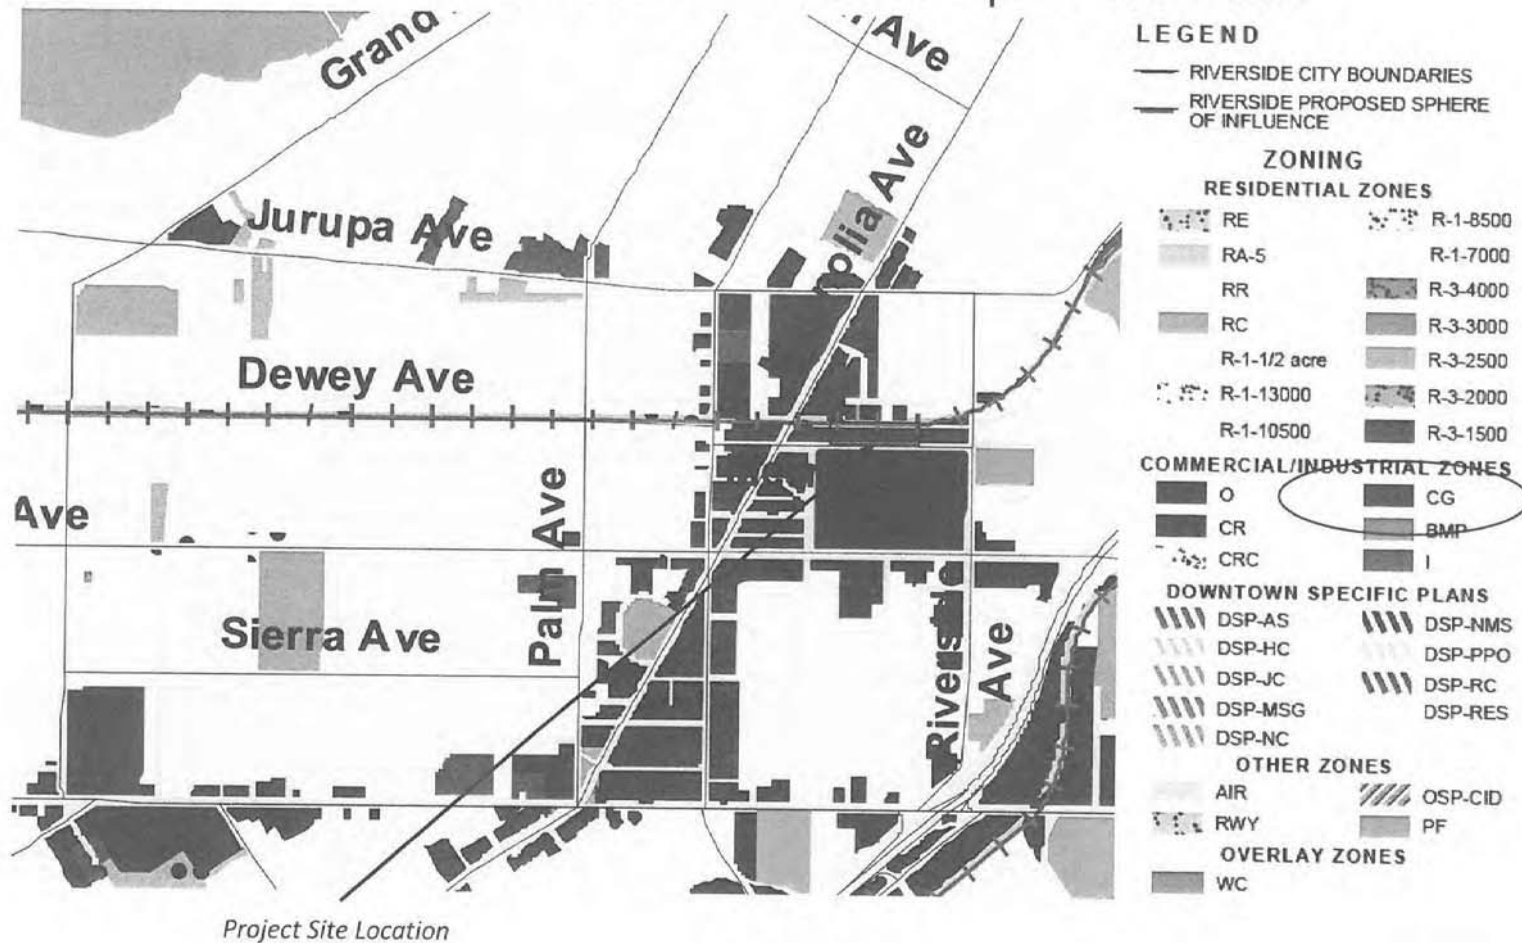 Grand
Ave
LEGEND
RIVERSIDE CITY BOUNDARIES
RIVERSIDE PROPOSED SPHERE
OF INFLUENCE
ZONING
RESIDENTIAL ZONES
RE
R-1-8500
RA-5
R-1-7000
RR
R-3-4000
RC
R-3-3000
R-1-1/2 acre
R-3-2500
R-1-13000
R-3-2000
R-1-10500
R-3-1500
COMMERCIAL/INDUSTRIAL ZONES
O
CG
CR
BMP
CRC
I
DOWNTOWN SPECIFIC PLANS
DSP-AS
DSP-NMS
DSP-HC
DSP-PPO
DSP-JC
DSP-RC
DSP-MSG
DSP-RES
DSP-NC
OTHER ZONES
AIR
OSP-CID
RWY
PF
OVERLAY ZONES
WC
nolia Ave
Jurupa Ave
Dewey Ave
Ave
Palm Ave
Sierra Ave
Riverside
Ave
Project Site Location